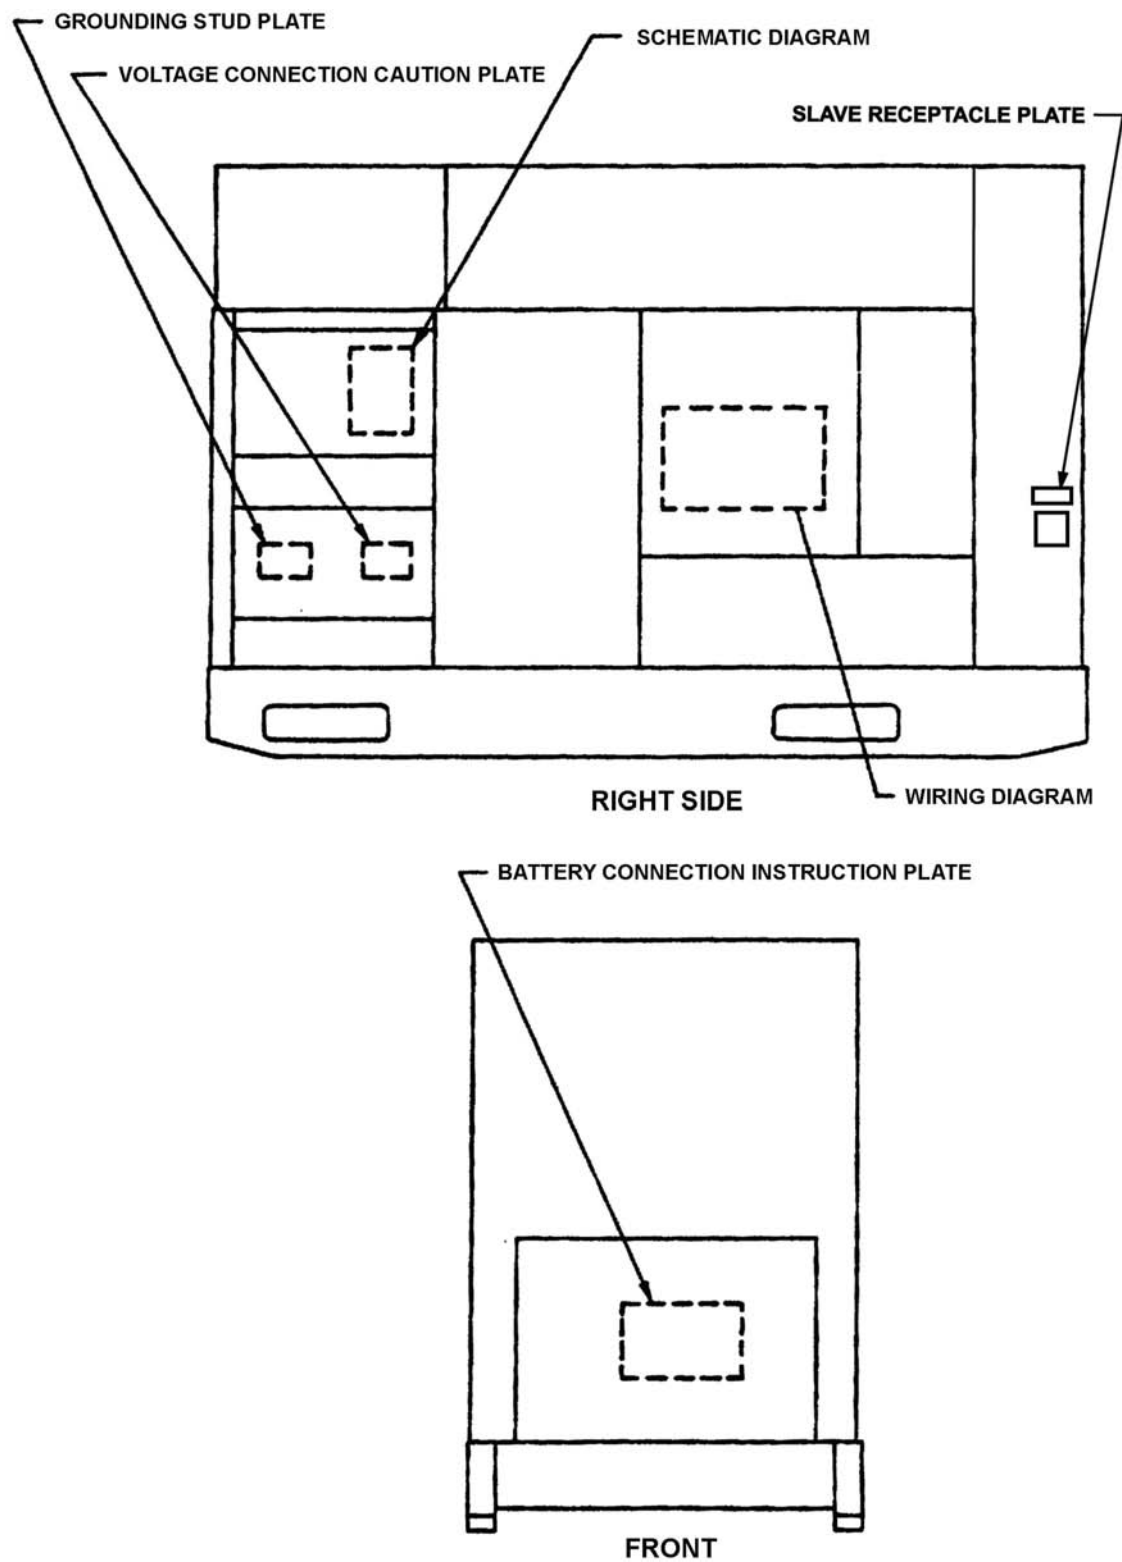 GROUNDING STUD PLATE
SCHEMATIC DIAGRAM
VOLTAGE CONNECTION CAUTION PLATE
SLAVE RECEPTACLE PLATE
RIGHT SIDE
WIRING DIAGRAM
BATTERY CONNECTION INSTRUCTION PLATE
FRONT